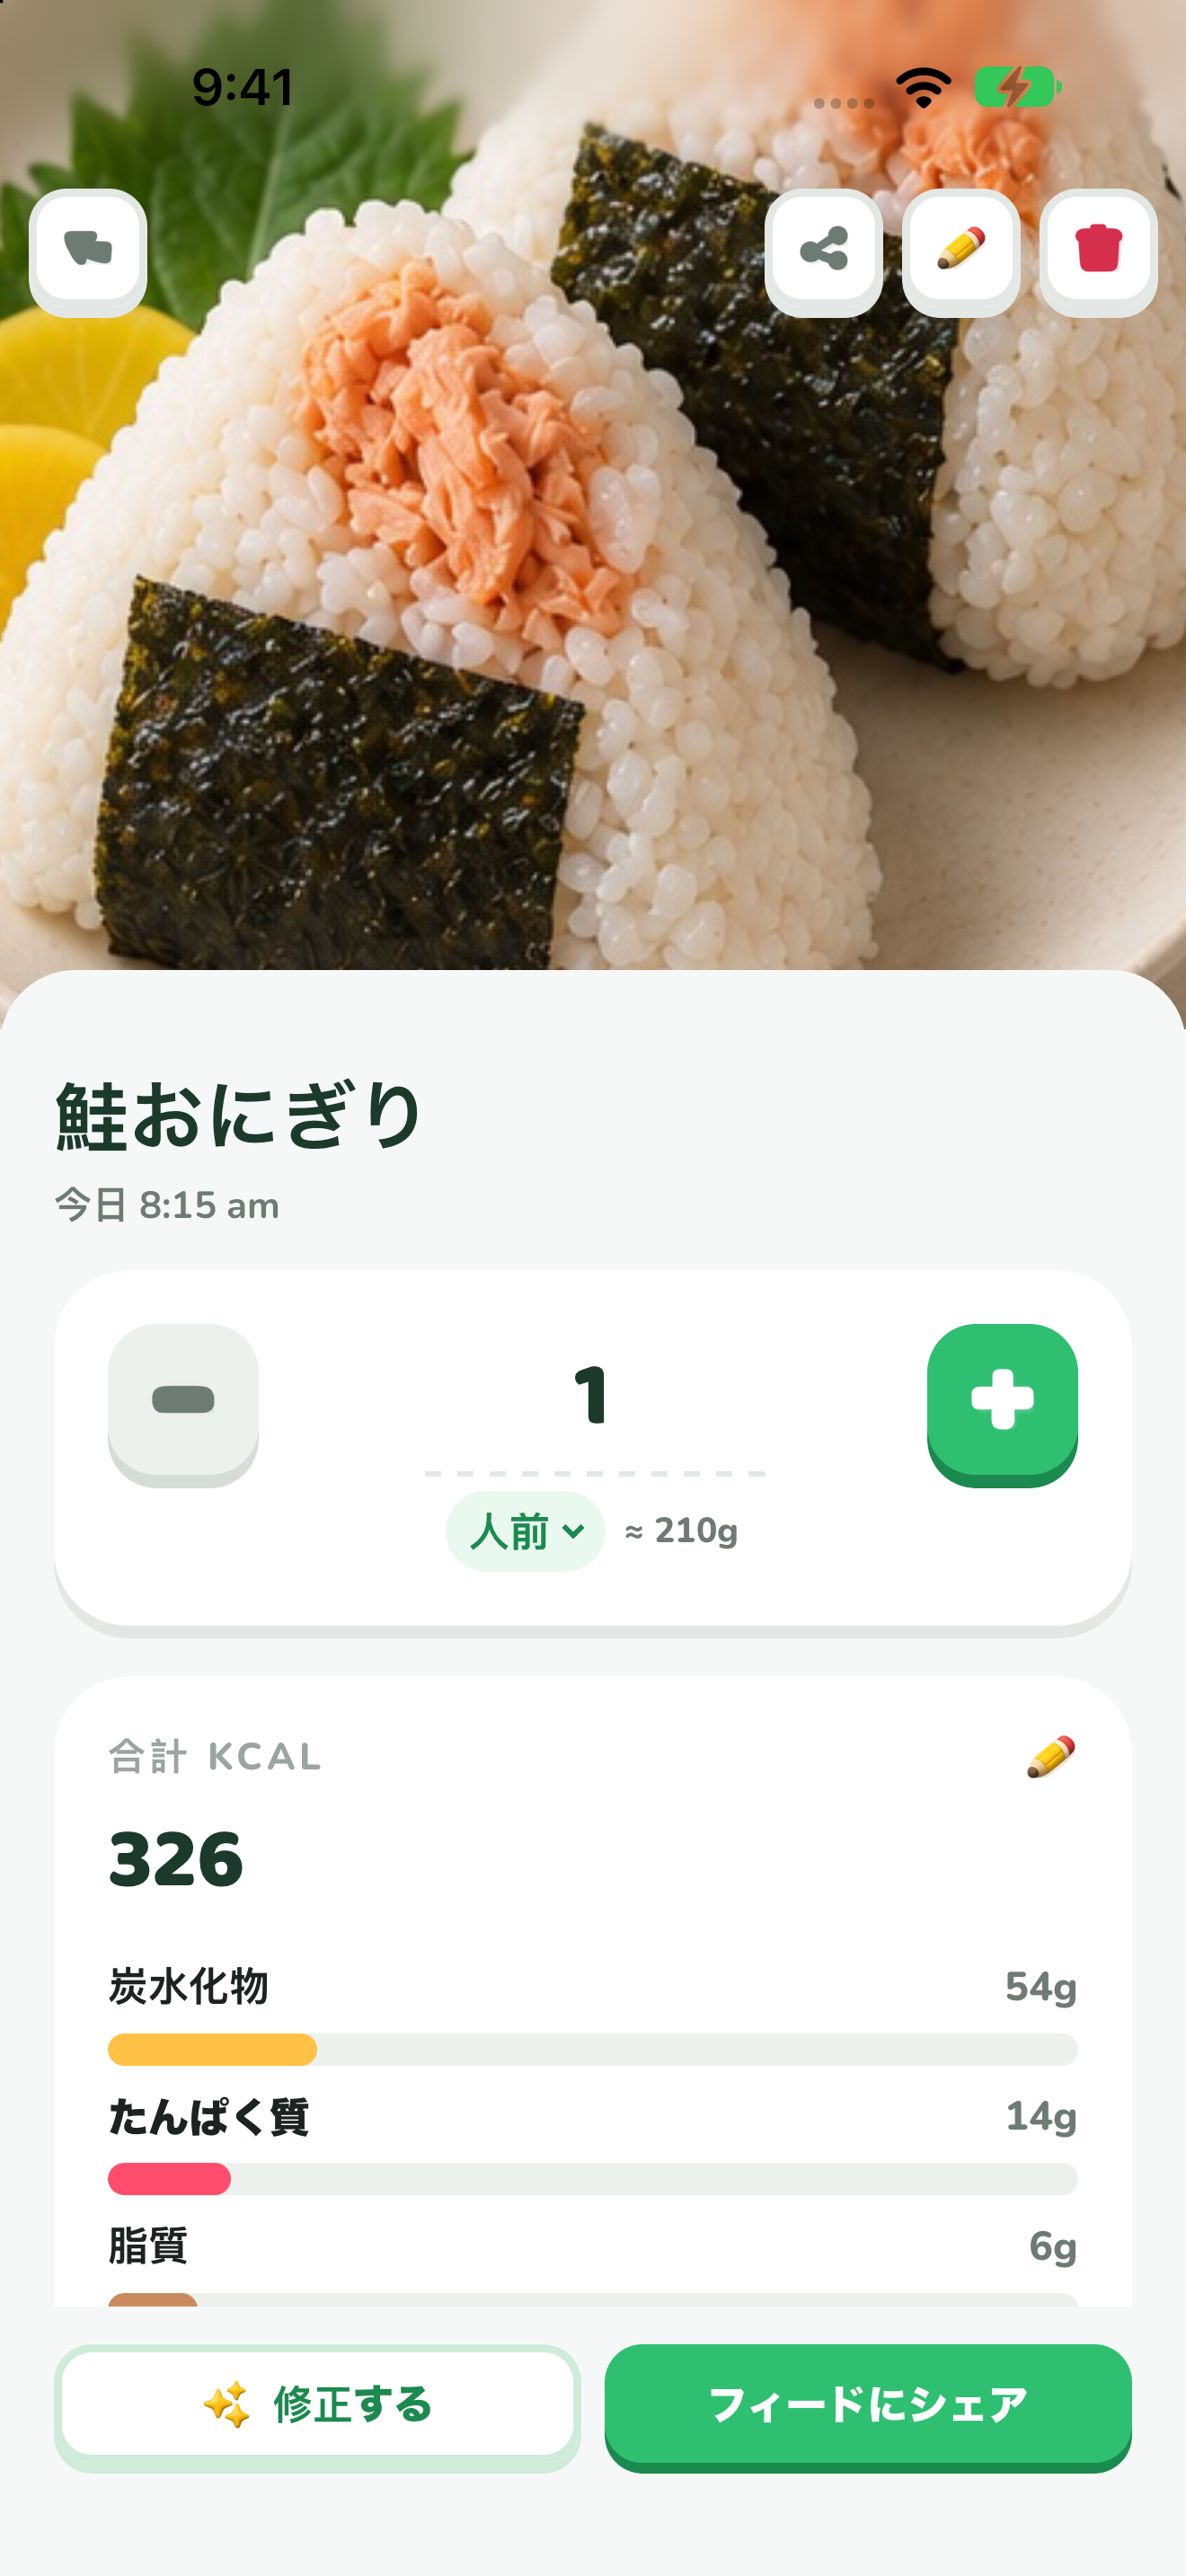 9:41
鮭おにぎり
今日 8:15 am
1
人前 ≈ 210g
合計 KCAL
326
炭水化物 54g
たんぱく質 14g
脂質 6g
修正する
フィードにシェア